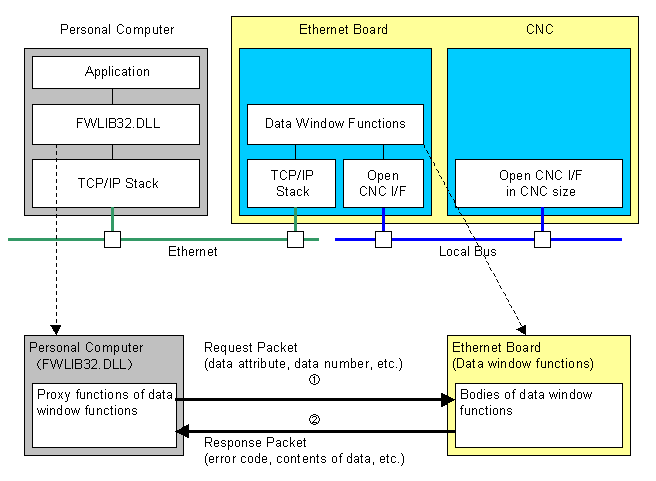 Personal Computer
Ethernet Board
CNC
Application
FWLIB32.DLL
Data Window Functions
TCP/IP Stack
TCP/IP
Stack
Open
CNC I/F
Open CNC I/F
in CNC size
Ethernet
Local Bus
Personal Computer
(FWLIB32.DLL)
Request Packet
(data attribute, data number, etc.)
①
Ethernet Board
(Data window functions)
Proxy functions of data
window functions
Bodies of data window
functions
②
Response Packet
(error code, contents of data, etc.)